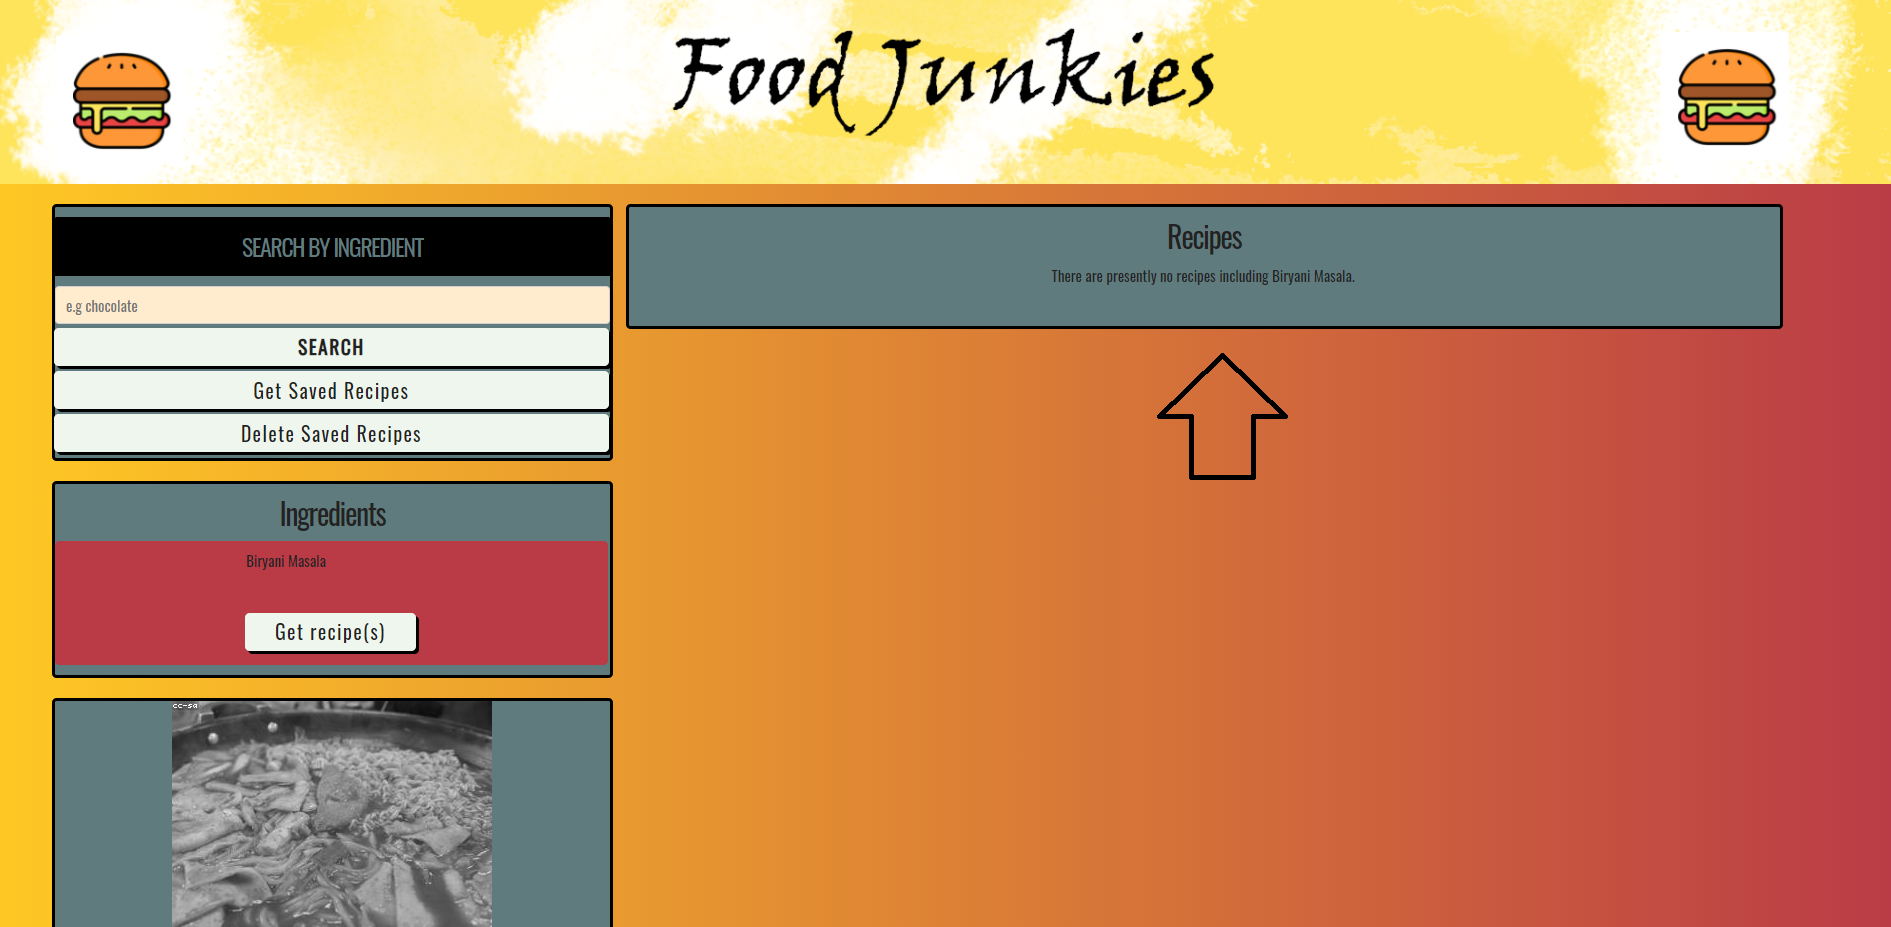 Food Junkies
SEARCH BY INGREDIENT
e.g chocolate
SEARCH
Get Saved Recipes
Delete Saved Recipes
Ingredients
Biryani Masala
Get recipe(s)
cc-sa
Recipes
There are presently no recipes including Biryani Masala.